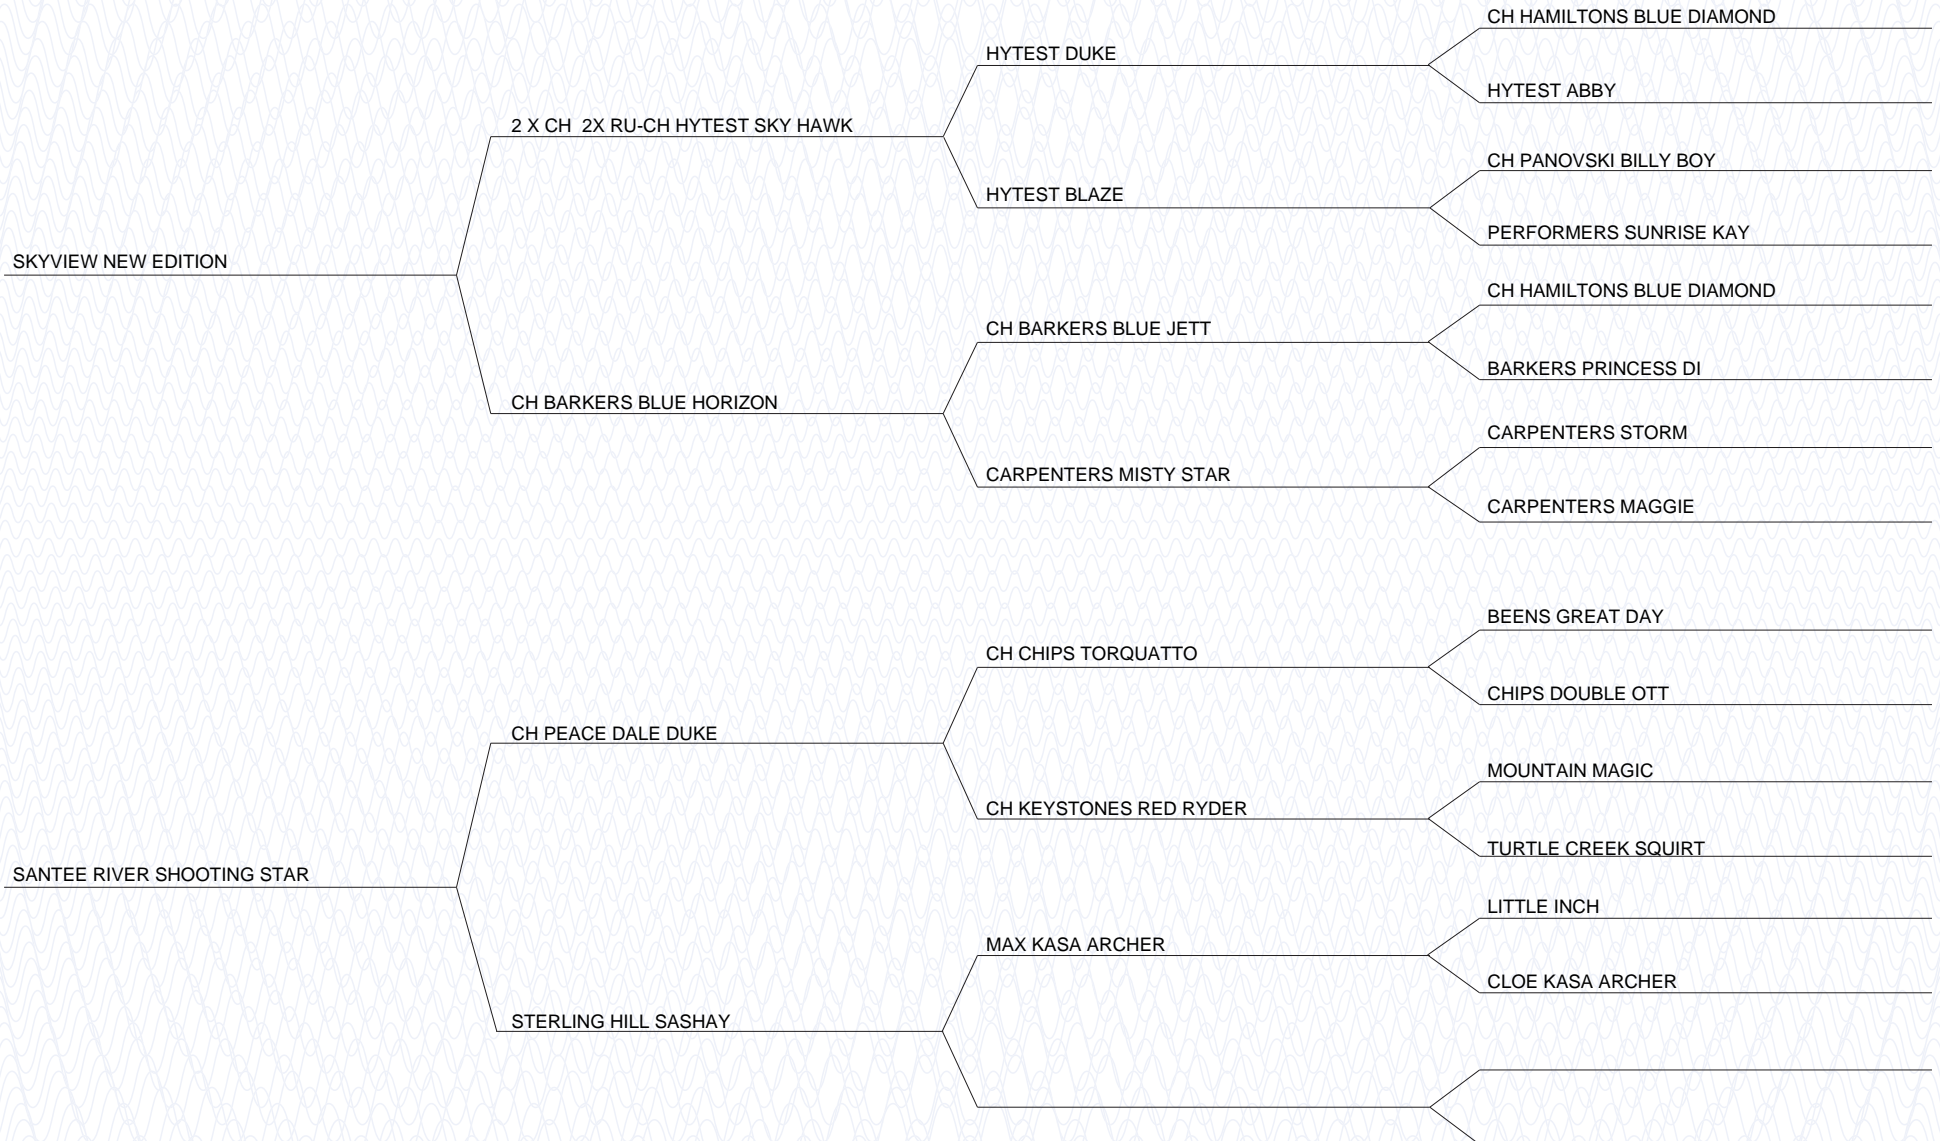 CH HAMILTONS BLUE DIAMOND
HYTEST DUKE
HYTEST ABBY
2 X CH  2X RU-CH HYTEST SKY HAWK
CH PANOVSKI BILLY BOY
HYTEST BLAZE
PERFORMERS SUNRISE KAY
SKYVIEW NEW EDITION
CH HAMILTONS BLUE DIAMOND
CH BARKERS BLUE JETT
BARKERS PRINCESS DI
CH BARKERS BLUE HORIZON
CARPENTERS STORM
CARPENTERS MISTY STAR
CARPENTERS MAGGIE
BEENS GREAT DAY
CH CHIPS TORQUATTO
CHIPS DOUBLE OTT
CH PEACE DALE DUKE
MOUNTAIN MAGIC
CH KEYSTONES RED RYDER
TURTLE CREEK SQUIRT
SANTEE RIVER SHOOTING STAR
LITTLE INCH
MAX KASA ARCHER
CLOE KASA ARCHER
STERLING HILL SASHAY